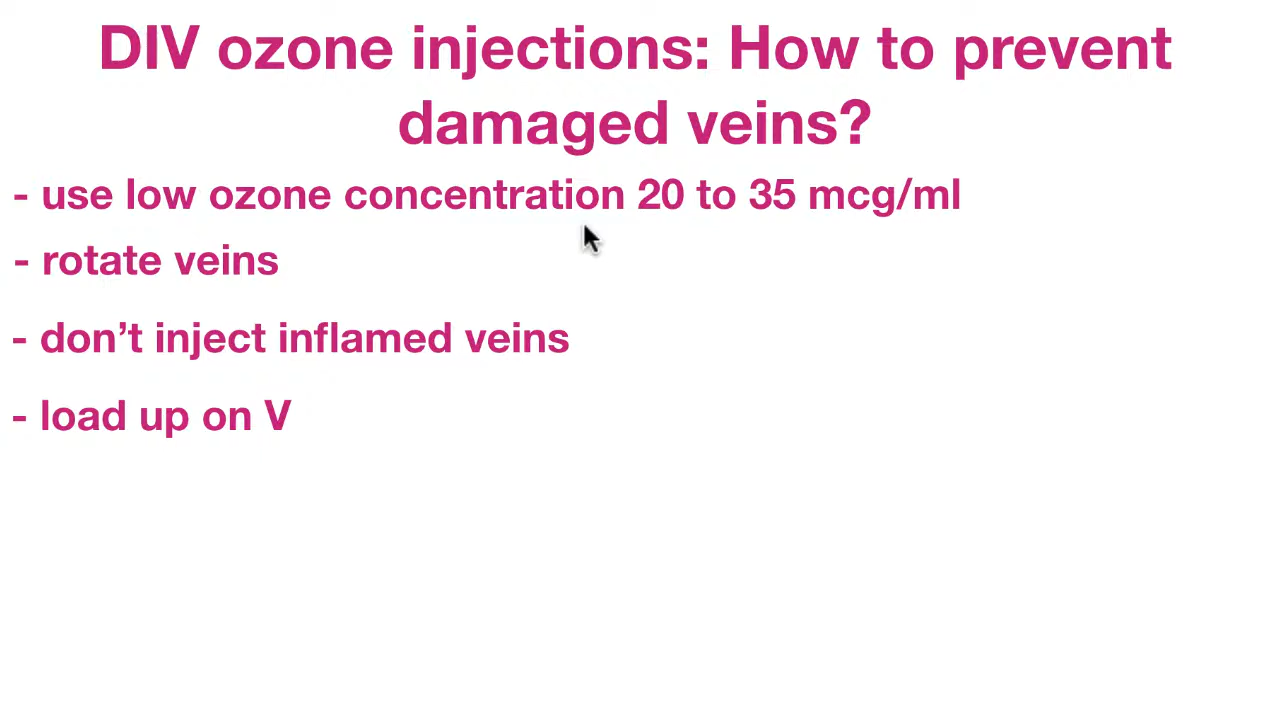 DIV ozone injections: How to prevent
damaged veins?
- use low ozone concentration 20 to 35 mcg/ml
- rotate veins
- don’t inject inflamed veins
- load up on V